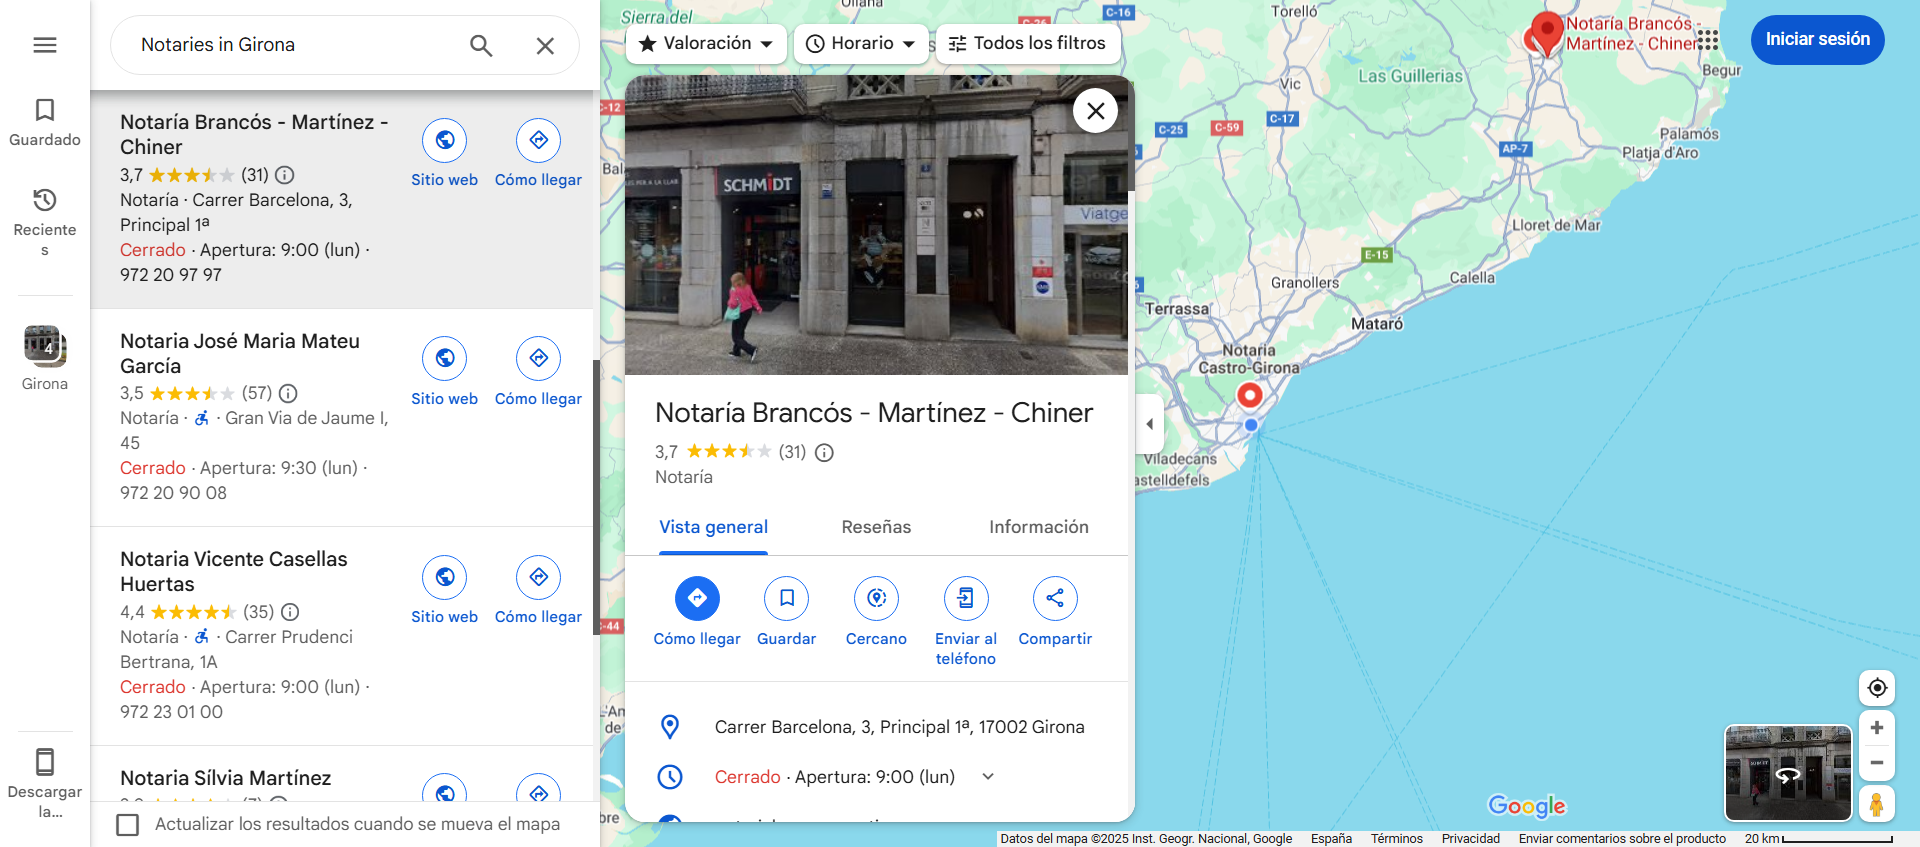 Notaries in Girona
Guardado
Reciente
s
4
Girona
Descargar
la...
Notaría Brancós - Martínez -
Chiner
3,7 (31)
Notaría · Carrer Barcelona, 3,
Principal 1ª
Cerrado · Apertura: 9:00 (lun) ·
972 20 97 97
Sitio web
Cómo llegar
Notaria José Maria Mateu
García
3,5 (57)
Notaría · · Gran Via de Jaume I,
45
Cerrado · Apertura: 9:30 (lun) ·
972 20 90 08
Sitio web
Cómo llegar
Notaria Vicente Casellas
Huertas
4,4 (35)
Notaría · · Carrer Prudenci
Bertrana, 1A
Cerrado · Apertura: 9:00 (lun) ·
972 23 01 00
Sitio web
Cómo llegar
Notaria Sílvia Martínez
Actualizar los resultados cuando se mueva el mapa
Valoración
Horario
Todos los filtros
SCHMIDT
Viatge
Notaría Brancós - Martínez - Chiner
3,7 (31)
Notaría
Vista general
Reseñas
Información
Cómo llegar
Guardar
Cercano
Enviar al
teléfono
Compartir
Carrer Barcelona, 3, Principal 1ª, 17002 Girona
Cerrado · Apertura: 9:00 (lun)
Iniciar sesión
Sierra del
Oliana
C-16
C-26
Torelló
Notaría Brancós -
Martínez - Chiner
Begur
Las Guillerias
Vic
C-12
C-17
C-25
C-59
AP-7
Palamós
Platja d'Aro
Lloret de Mar
E-15
Calella
Granollers
Terrassa
Mataró
Notaria
Castro-Girona
Viladecans
C-44
Google
Datos del mapa ©2025 Inst. Geogr. Nacional, Google
España
Términos
Privacidad
Enviar comentarios sobre el producto
20 km